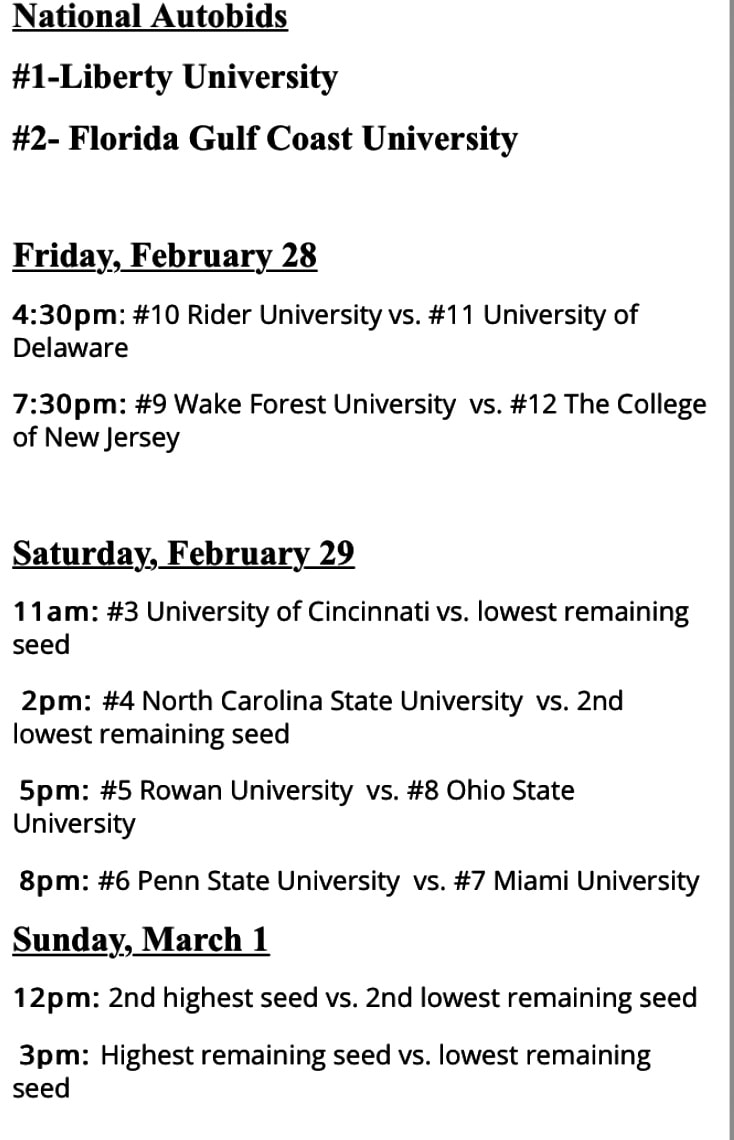 National Autobids
#1-Liberty University
#2- Florida Gulf Coast University
Friday, February 28
4:30pm: #10 Rider University vs. #11 University of
Delaware
7:30pm: #9 Wake Forest University vs. #12 The College
of New Jersey
Saturday, February 29
11am: #3 University of Cincinnati vs. lowest remaining
seed
2pm: #4 North Carolina State University vs. 2nd
lowest remaining seed
5pm: #5 Rowan University vs. #8 Ohio State
University
8pm: #6 Penn State University vs. #7 Miami University
Sunday, March 1
12pm: 2nd highest seed vs. 2nd lowest remaining seed
3pm: Highest remaining seed vs. lowest remaining
seed